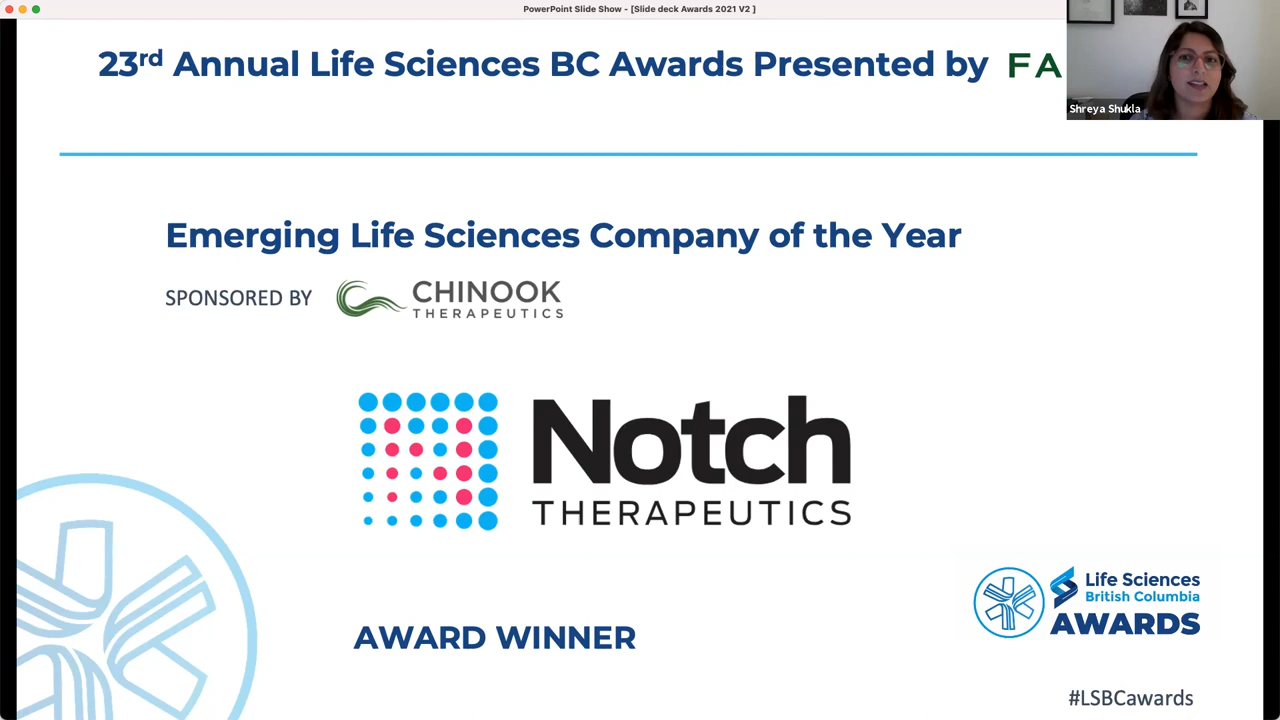 PowerPoint Slide Show - [Slide deck Awards 2021 V2 ]
23rd Annual Life Sciences BC Awards Presented by FA
Shreya Shukla
Emerging Life Sciences Company of the Year
SPONSORED BY CHINOOK
THERAPEUTICS
Notch
THERAPEUTICS
AWARD WINNER
Life Sciences
British Columbia
AWARDS
#LSBCawards